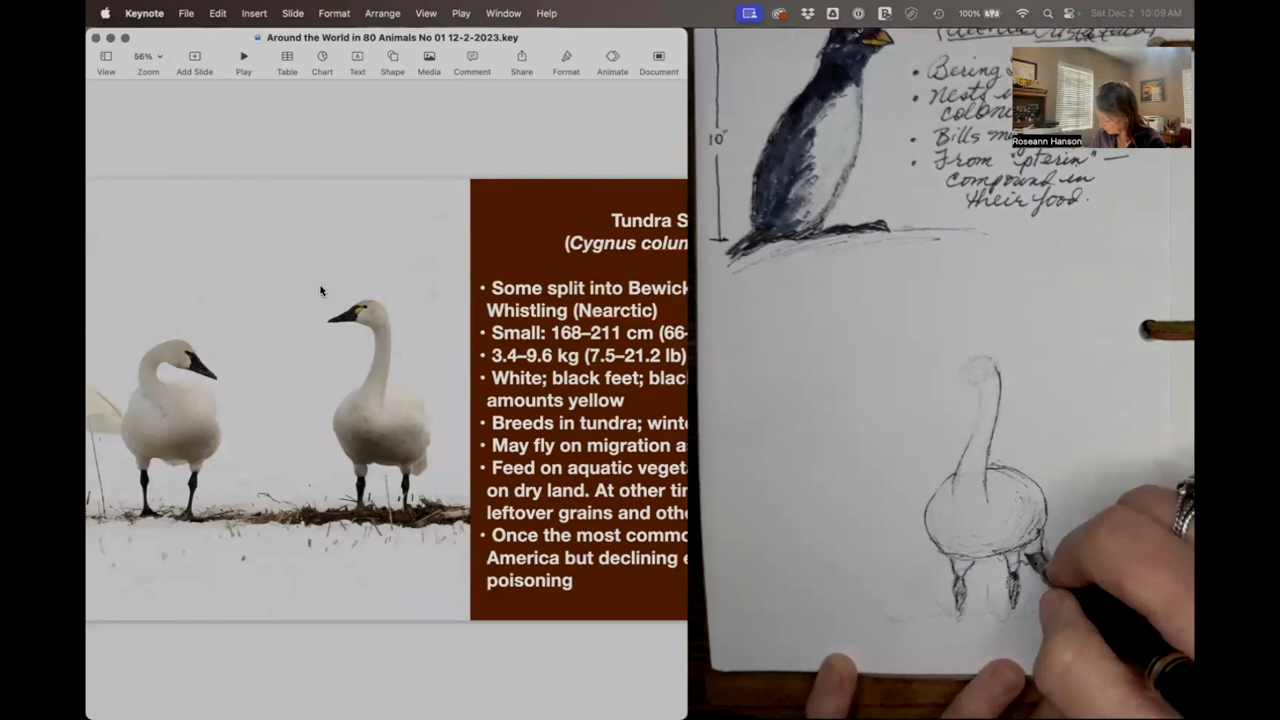 Keynote File Edit Insert Slide Format Arrange View Play Window Help 100% Sat Dec 2 10:09 AM
Around the World in 80 Animals No 01 12-2-2023.key
56%
View Zoom Add Slide Play Table Chart Text Shape Media Comment Share Format Animate Document
Tundra S
(Cygnus colum
• Some split into Bewick
Whistling (Nearctic)
• Small: 168–211 cm (66-
• 3.4–9.6 kg (7.5–21.2 lb)
• White; black feet; blac
amounts yellow
• Breeds in tundra; winte
• May fly on migration a
• Feed on aquatic veget
on dry land. At other tir
leftover grains and othe
• Once the most commo
America but declining e
poisoning
10"
• Bering
• Nests i
colon
• Bills m
• From "pterin" —
compound in
their food.
Roseann Hanson